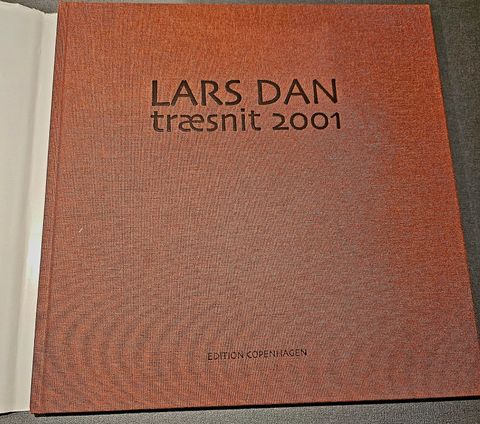 LARS DAN
træsnit 2001
EDITION COPENHAGEN